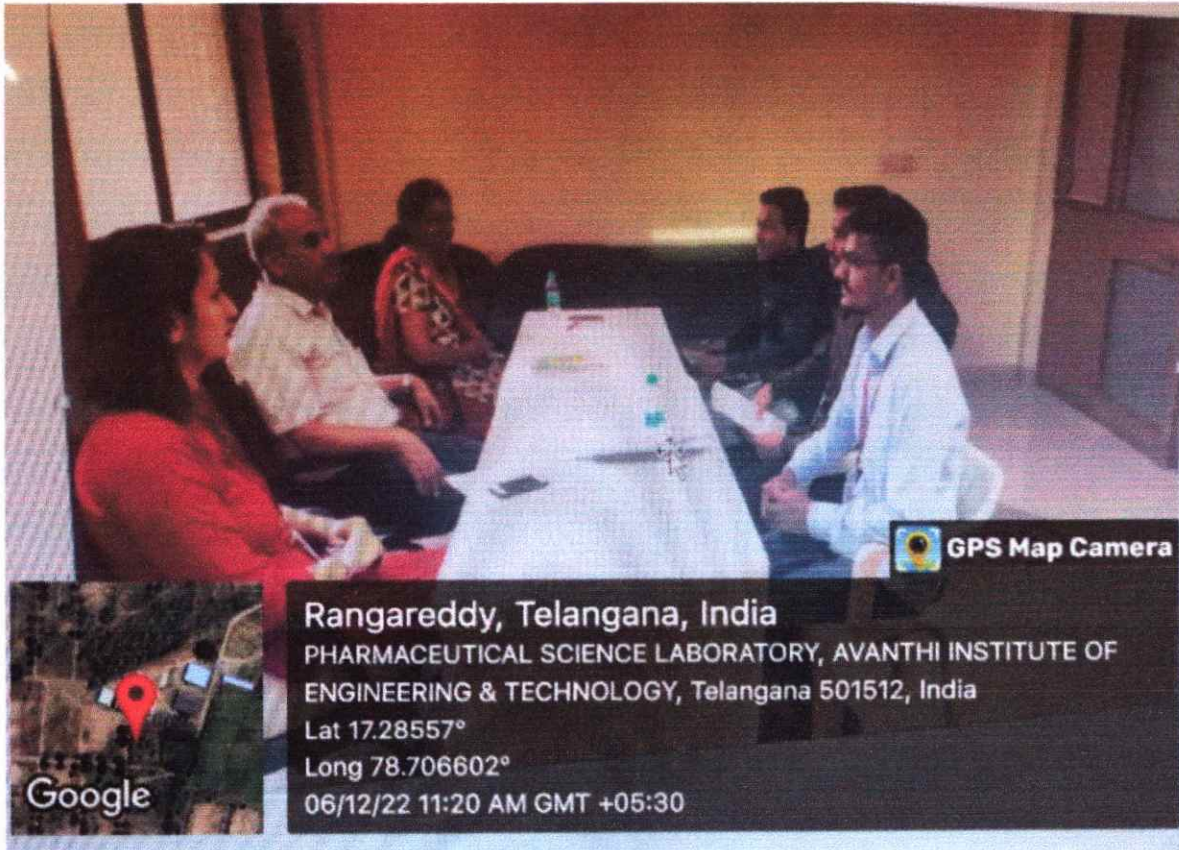 GPS Map Camera
Rangareddy, Telangana, India
PHARMACEUTICAL SCIENCE LABORATORY, AVANTHI INSTITUTE OF
ENGINEERING & TECHNOLOGY, Telangana 501512, India
Lat 17.28557°
Long 78.706602°
06/12/22 11:20 AM GMT +05:30
Google